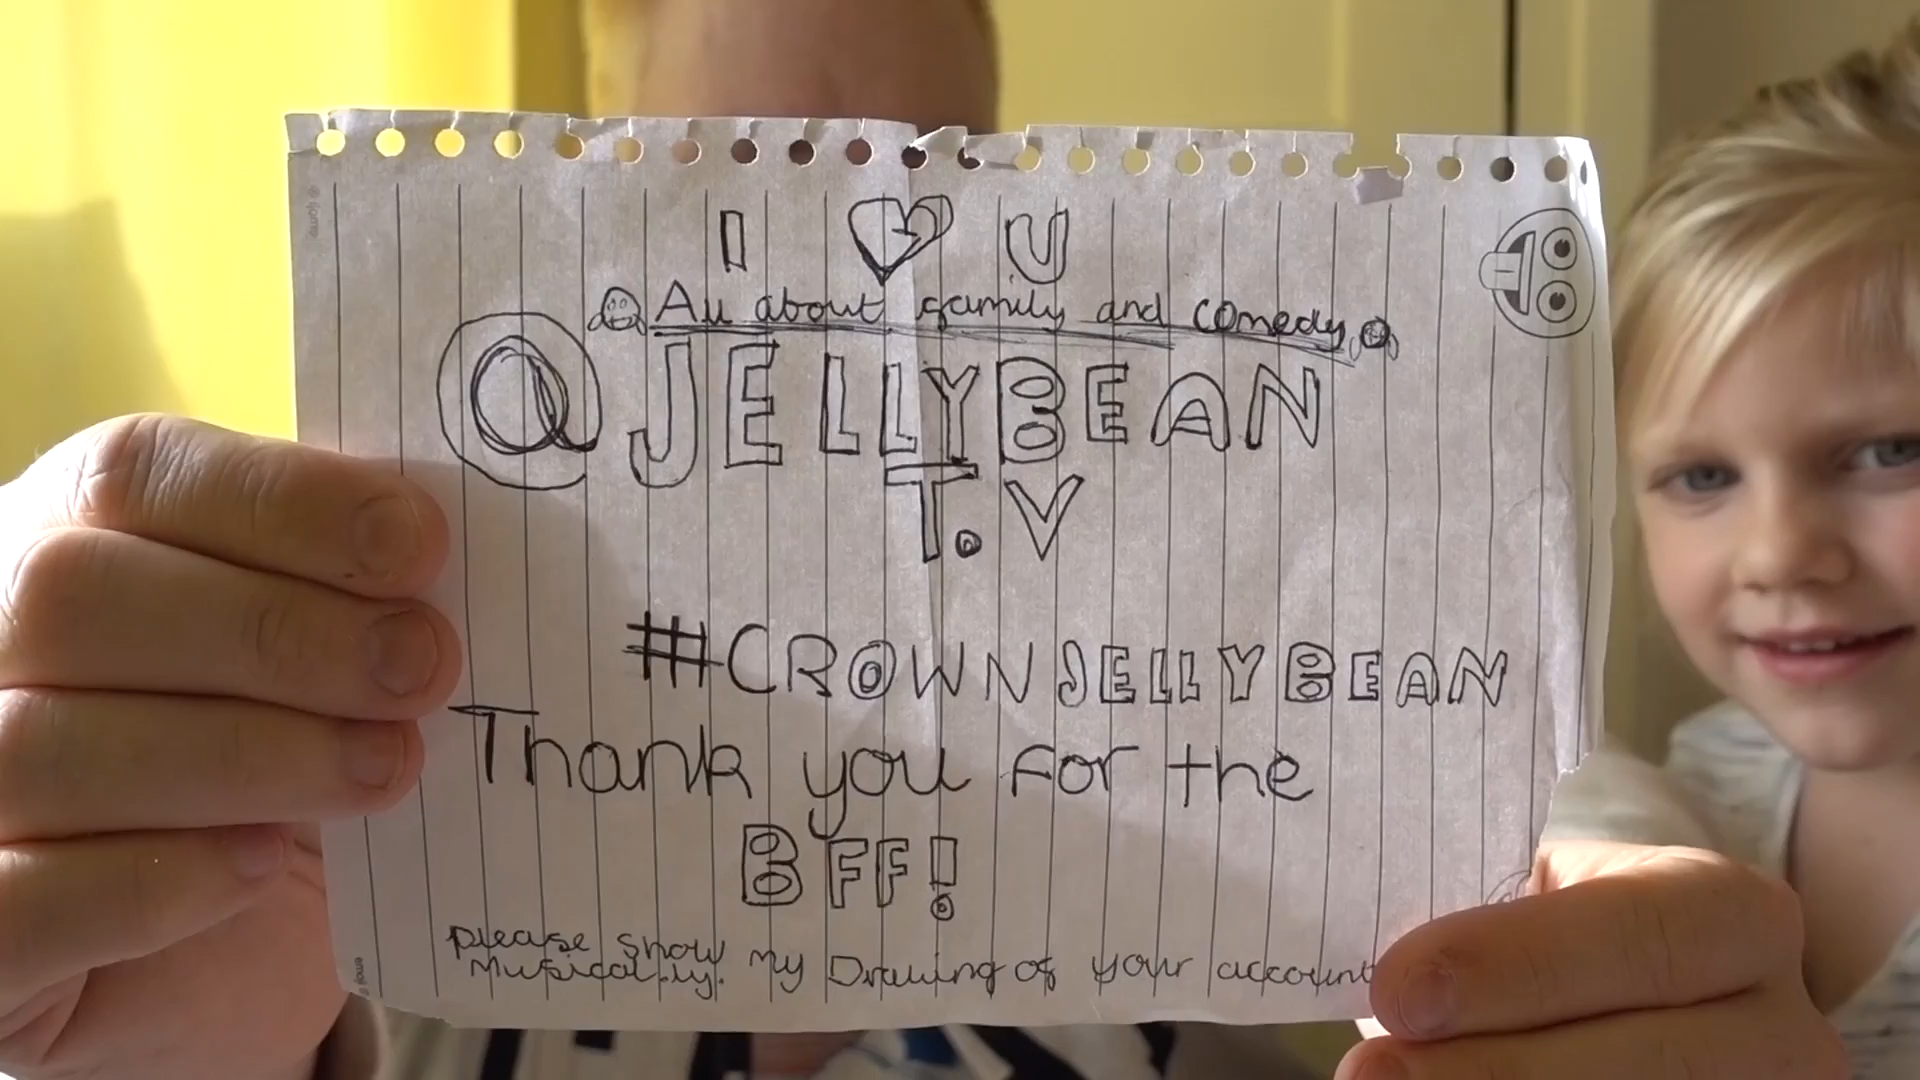 I U
All about family and comedy
@JELLYBEAN
T.V
#CROWNJELLYBEAN
Thank you for the
BFF!
please show my Drawing of your account
Musical.ly.
emoji